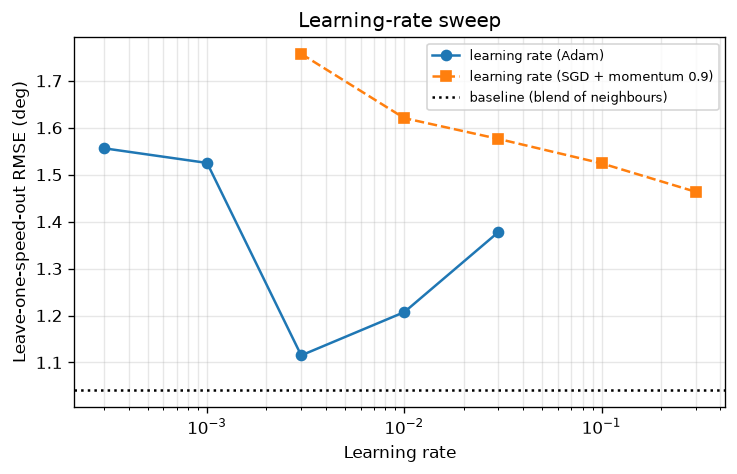 Learning-rate sweep
learning rate (Adam)
learning rate (SGD + momentum 0.9)
baseline (blend of neighbours)
Leave-one-speed-out RMSE (deg)
1.7
1.6
1.5
1.4
1.3
1.2
1.1
10⁻³
10⁻²
10⁻¹
Learning rate